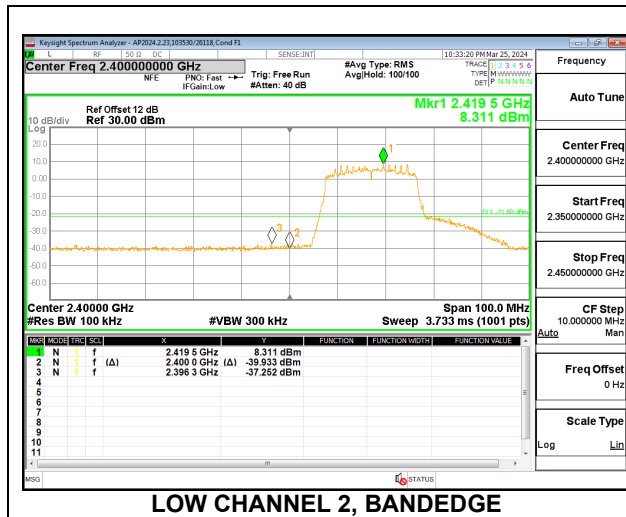 Keysight Spectrum Analyzer - AP2024.2.23,103530/26118,Cond F1
L RF 50 Ω DC SENSE:INT 10:33:20 PM Mar 25, 2024
Center Freq 2.400000000 GHz
NFE PNO: Fast Trig: Free Run #Avg Type: RMS TRACE 1 2 3 4 5 6
IFGain:Low #Atten: 40 dB Avg|Hold: 100/100 TYPE M WWWWW
DET P N N N N N
Mkr1 2.419 5 GHz
8.311 dBm
Ref Offset 12 dB
10 dB/div Ref 30.00 dBm
Log
20.0
10.0
0.00
-10.0
-20.0
-30.0
-40.0
-50.0
-60.0
1
2
3
Center 2.40000 GHz Span 100.0 MHz
#Res BW 100 kHz #VBW 300 kHz Sweep 3.733 ms (1001 pts)
MKR MODE TRC SCL X Y FUNCTION FUNCTION WIDTH FUNCTION VALUE
1 N 1 f 2.419 5 GHz 8.311 dBm
2 N 1 f (Δ) 2.400 0 GHz (Δ) -39.933 dBm
3 N 1 f 2.396 3 GHz -37.252 dBm
4
5
6
7
8
9
10
11
MSG STATUS
Frequency
Auto Tune
Center Freq
2.400000000 GHz
Start Freq
2.350000000 GHz
Stop Freq
2.450000000 GHz
CF Step
10.000000 MHz
Auto Man
Freq Offset
0 Hz
Scale Type
Log Lin
LOW CHANNEL 2, BANDEDGE